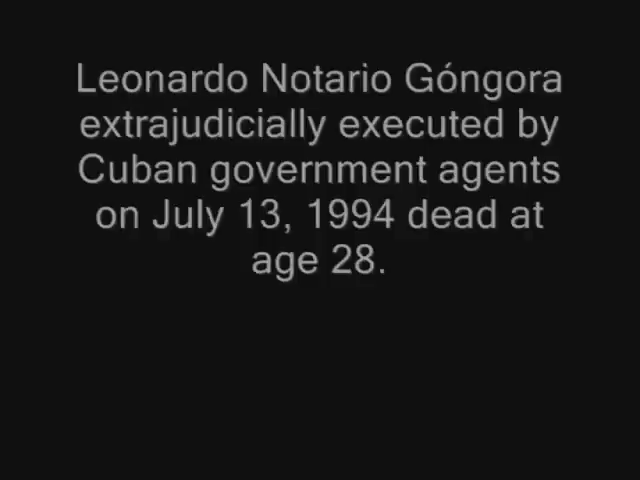 Leonardo Notario Góngora
extrajudicially executed by
Cuban government agents
on July 13, 1994 dead at
age 28.